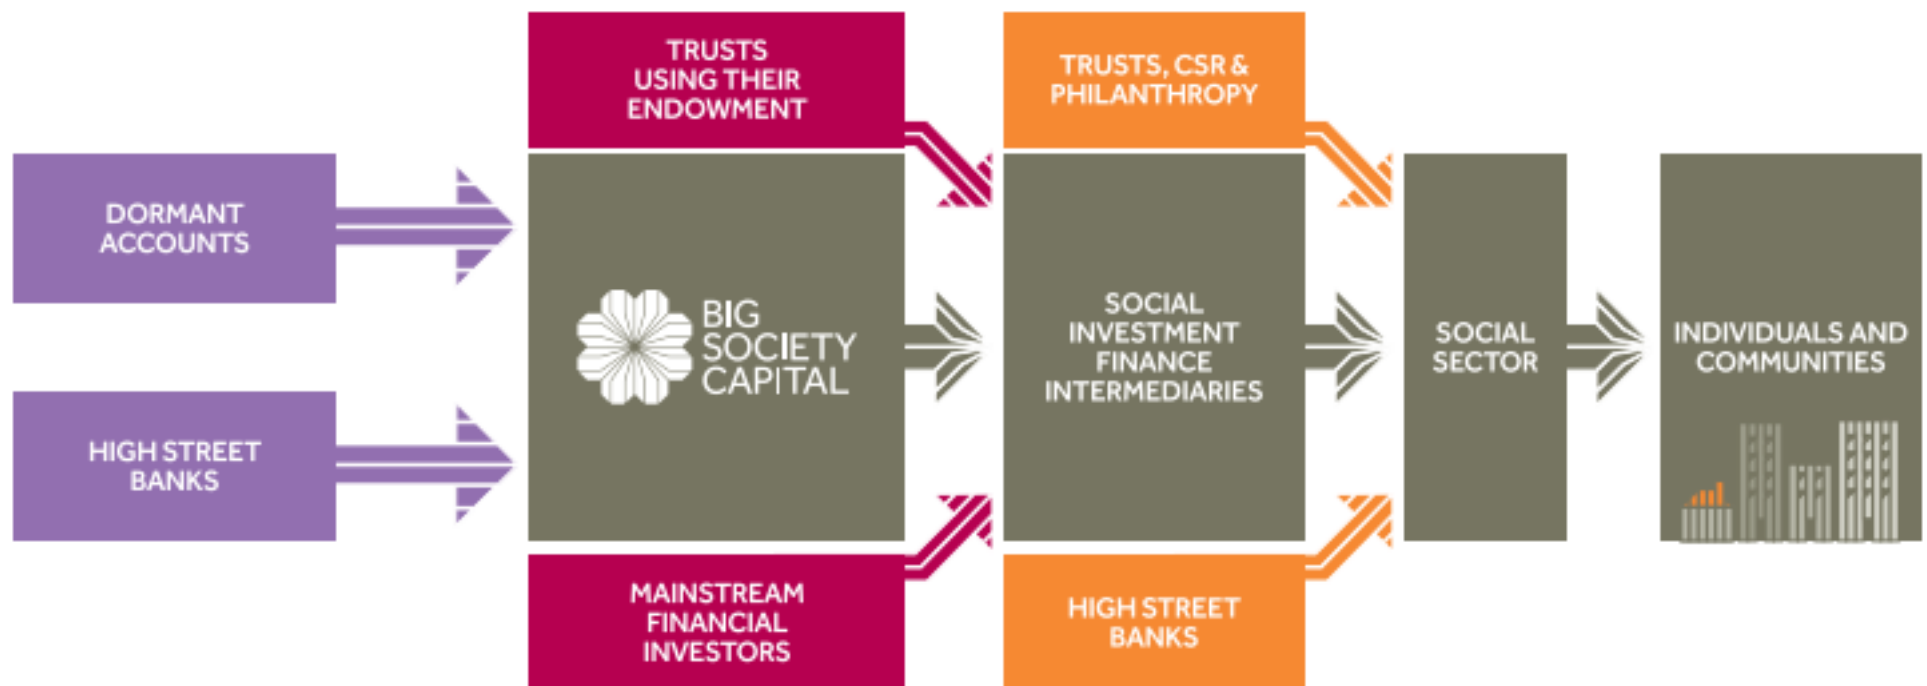 TRUSTS
USING THEIR
ENDOWMENT
TRUSTS, CSR &
PHILANTHROPY
DORMANT
ACCOUNTS
HIGH STREET
BANKS
BIG
SOCIETY
CAPITAL
SOCIAL
INVESTMENT
FINANCE
INTERMEDIARIES
SOCIAL
SECTOR
INDIVIDUALS AND
COMMUNITIES
MAINSTREAM
FINANCIAL
INVESTORS
HIGH STREET
BANKS